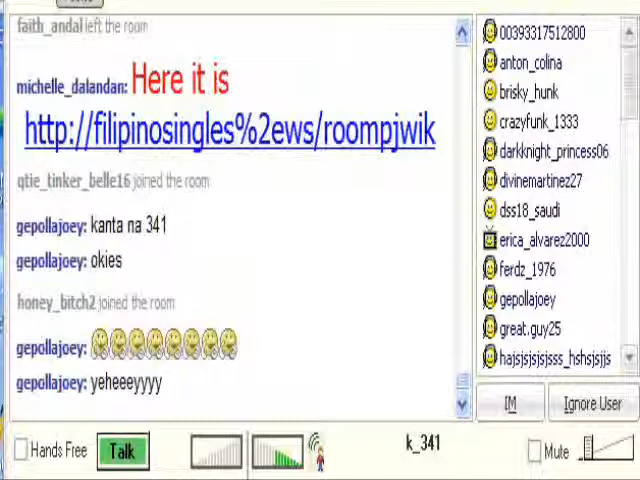 faith_andal left the room
michelle_dalandan: Here it is
http://filipinosingles%2ews/roompjwik
qtie_tinker_belle16 joined the room
gepollajoey: kanta na 341
gepollajoey: okies
honey_bitch2 joined the room
gepollajoey:
gepollajoey: yeheeeyyyy
00393317512800
anton_colina
brisky_hunk
crazyfunk_1333
darkknight_princess06
divinemartinez27
dss18_saudi
erica_alvarez2000
ferdz_1976
gepollajoey
great.guy25
hajsjsjsjsjsss_hshsjsjjs
IM
Ignore User
Hands Free
Talk
k_341
Mute